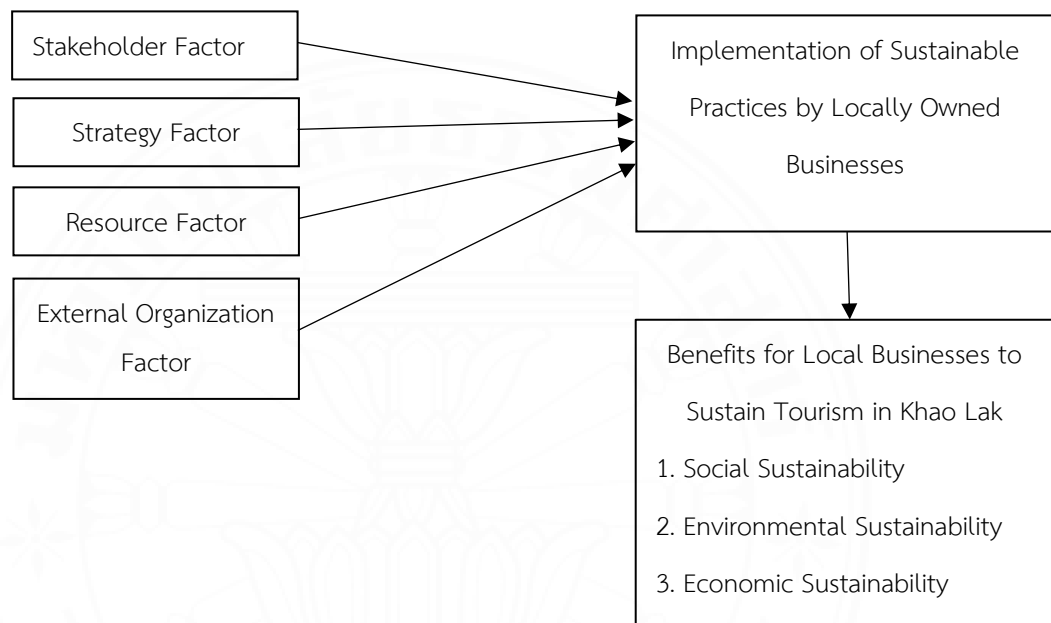 Stakeholder Factor
Strategy Factor
Resource Factor
External Organization
Factor
Implementation of Sustainable
Practices by Locally Owned
Businesses
Benefits for Local Businesses to
Sustain Tourism in Khao Lak
1. Social Sustainability
2. Environmental Sustainability
3. Economic Sustainability